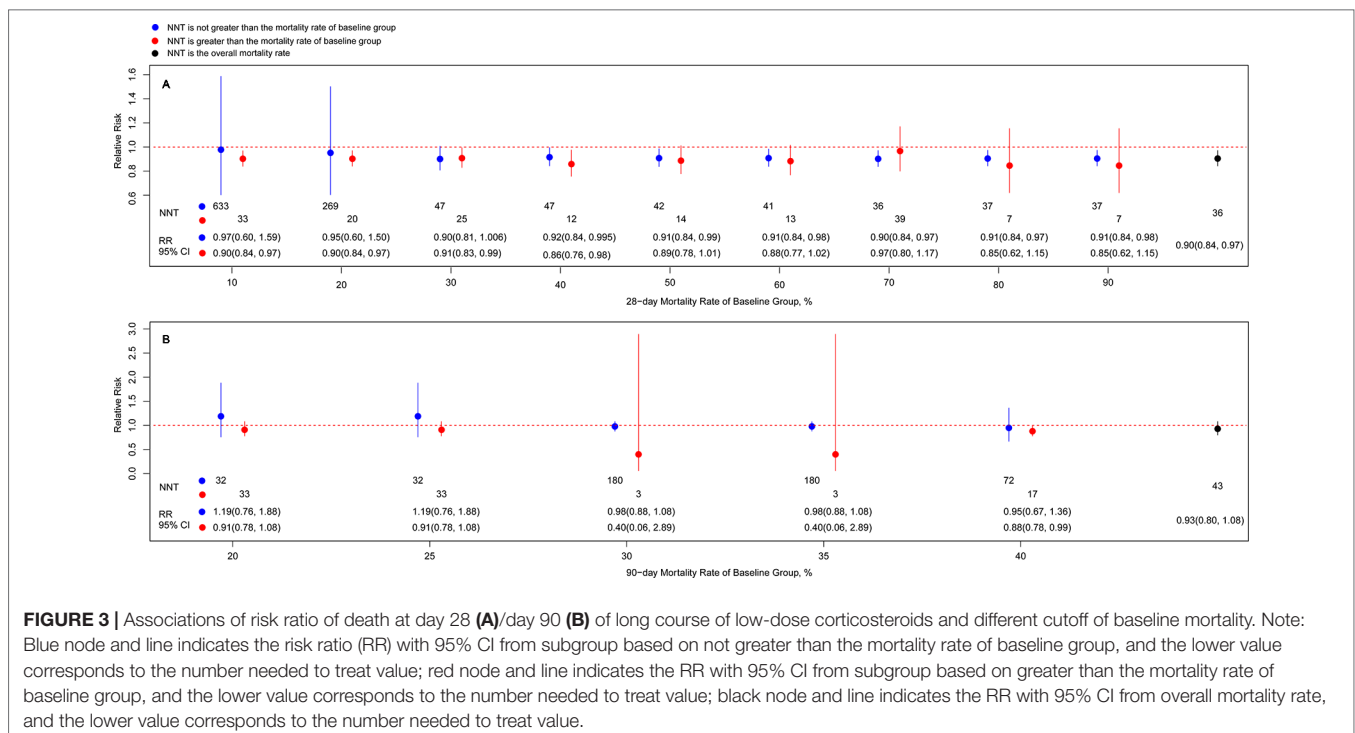 NNT is not greater than the mortality rate of baseline group
NNT is greater than the mortality rate of baseline group
NNT is the overall mortality rate
A
Relative Risk
1.6
1.4
1.2
1.0
0.8
0.6
NNT
633 269 47 47 42 41 36 37 37
33 20 25 12 14 13 39 7 7
36
RR
95% CI
0.97(0.60, 1.59) 0.95(0.60, 1.50) 0.90(0.81, 1.006) 0.92(0.84, 0.995) 0.91(0.84, 0.99) 0.91(0.84, 0.98) 0.90(0.84, 0.97) 0.91(0.84, 0.97) 0.91(0.84, 0.98)
0.90(0.84, 0.97) 0.90(0.84, 0.97) 0.91(0.83, 0.99) 0.86(0.76, 0.98) 0.89(0.78, 1.01) 0.88(0.77, 1.02) 0.97(0.80, 1.17) 0.85(0.62, 1.15) 0.85(0.62, 1.15)
0.90(0.84, 0.97)
10 20 30 40 50 60 70 80 90
28−day Mortality Rate of Baseline Group, %
B
Relative Risk
3.0
2.5
2.0
1.5
1.0
0.5
0.0
NNT
32 32 180 180 72
33 33 3 3 17
43
RR
95% CI
1.19(0.76, 1.88) 1.19(0.76, 1.88) 0.98(0.88, 1.08) 0.98(0.88, 1.08) 0.95(0.67, 1.36)
0.91(0.78, 1.08) 0.91(0.78, 1.08) 0.40(0.06, 2.89) 0.40(0.06, 2.89) 0.88(0.78, 0.99)
0.93(0.80, 1.08)
20 25 30 35 40
90−day Mortality Rate of Baseline Group, %
FIGURE 3 | Associations of risk ratio of death at day 28 (A)/day 90 (B) of long course of low-dose corticosteroids and different cutoff of baseline mortality. Note:
Blue node and line indicates the risk ratio (RR) with 95% CI from subgroup based on not greater than the mortality rate of baseline group, and the lower value
corresponds to the number needed to treat value; red node and line indicates the RR with 95% CI from subgroup based on greater than the mortality rate of
baseline group, and the lower value corresponds to the number needed to treat value; black node and line indicates the RR with 95% CI from overall mortality rate,
and the lower value corresponds to the number needed to treat value.